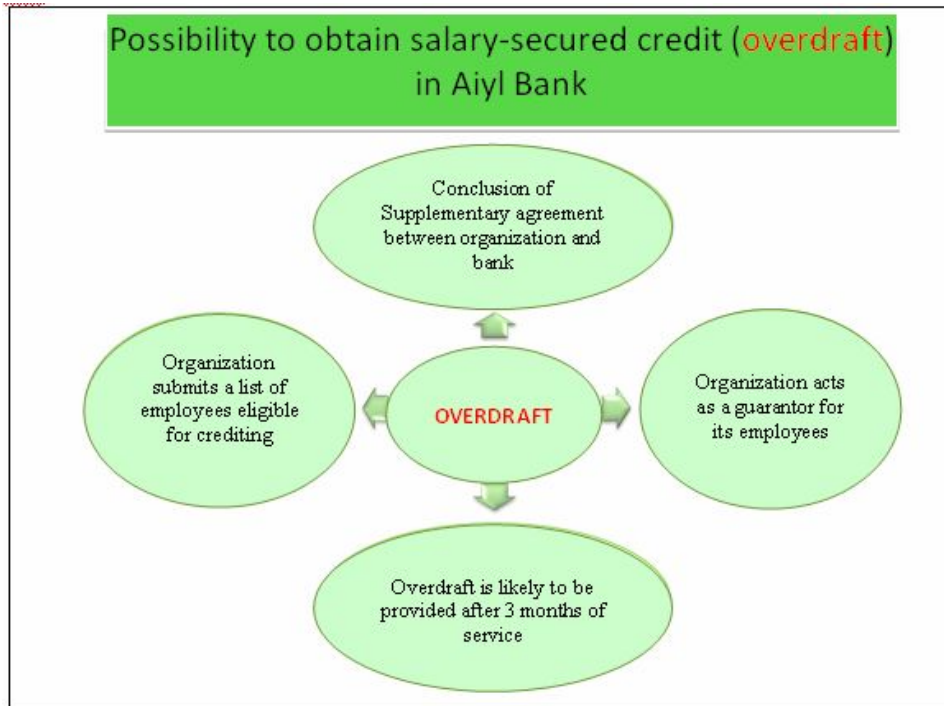 Possibility to obtain salary-secured credit (overdraft)
in Aiyl Bank
Conclusion of
Supplementary agreement
between organization and
bank
Organization
submits a list of
employees eligible
for crediting
OVERDRAFT
Organization acts
as a guarantor for
its employees
Overdraft is likely to be
provided after 3 months of
service